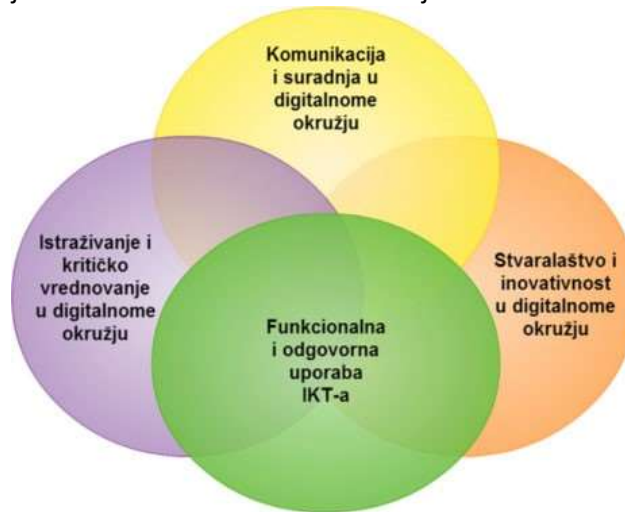 Komunikacija
i suradnja u
digitalnome
okružju
Istraživanje i
kritičko
vrednovanje
u digitalnome
okružju
Stvaralaštvo i
inovativnost
u digitalnome
okružju
Funkcionalna
i odgovorna
uporaba
IKT-a